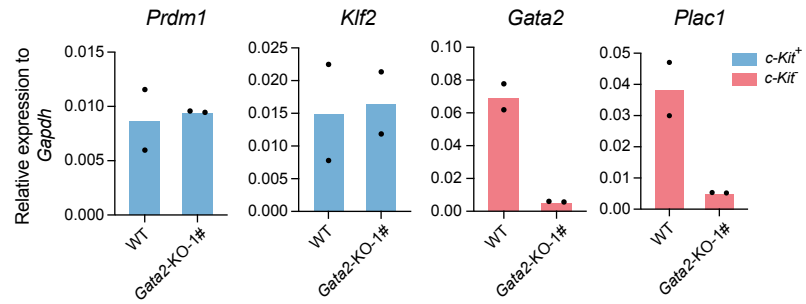 Prdm1
Klf2
Gata2
Plac1
Relative expression to
Gapdh
0.015
0.010
0.005
0.000
WT
Gata2-KO-1#
0.025
0.020
0.015
0.010
0.005
0.000
WT
Gata2-KO-1#
0.10
0.08
0.06
0.04
0.02
0.00
WT
Gata2-KO-1#
0.05
0.04
0.03
0.02
0.01
0.00
WT
Gata2-KO-1#
c-Kit⁺
c-Kit⁻